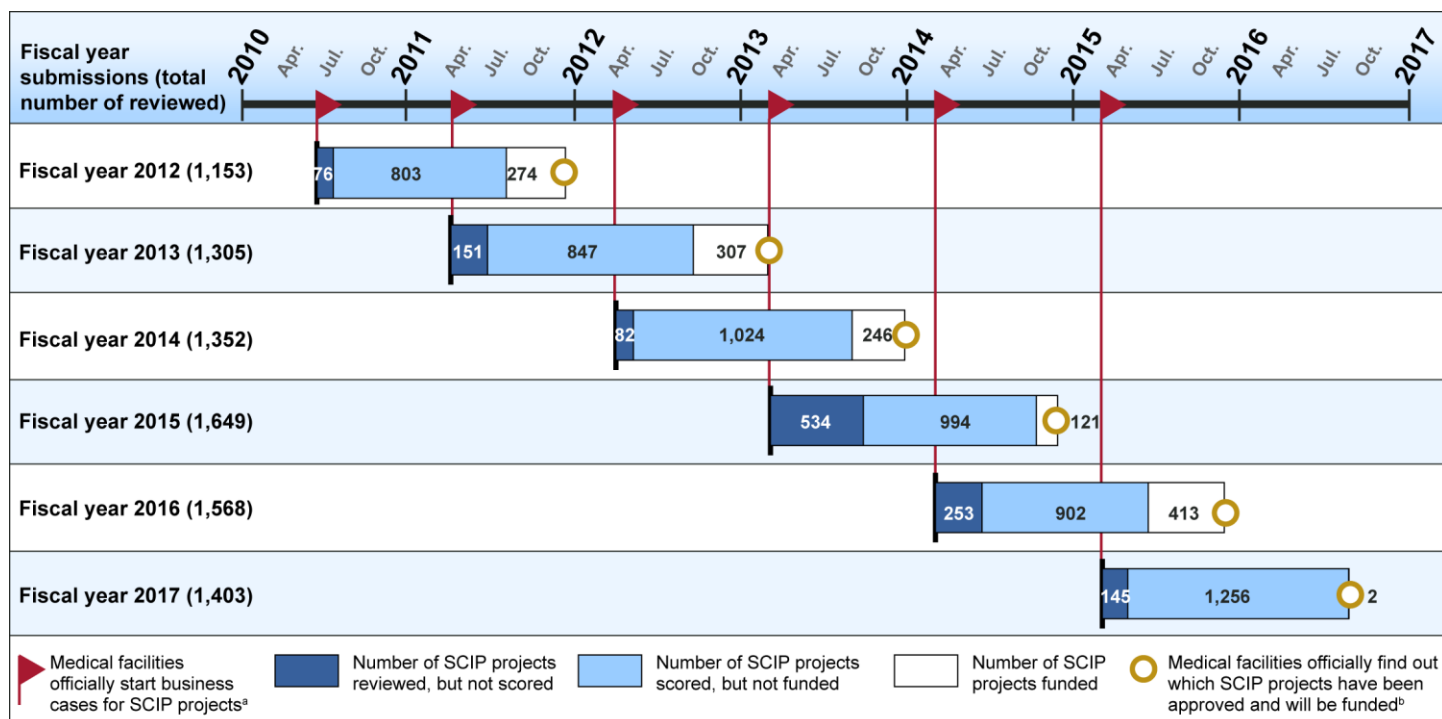 Fiscal year
submissions (total
number of reviewed)
2010 Apr. Jul. Oct. 2011 Apr. Jul. Oct. 2012 Apr. Jul. Oct. 2013 Apr. Jul. Oct. 2014 Apr. Jul. Oct. 2015 Apr. Jul. Oct. 2016 Apr. Jul. Oct. 2017
Fiscal year 2012 (1,153) 76 803 274
Fiscal year 2013 (1,305) 151 847 307
Fiscal year 2014 (1,352) 82 1,024 246
Fiscal year 2015 (1,649) 534 994 121
Fiscal year 2016 (1,568) 253 902 413
Fiscal year 2017 (1,403) 145 1,256 2
Medical facilities
officially start business
cases for SCIP projectsᵃ
Number of SCIP projects
reviewed, but not scored
Number of SCIP projects
scored, but not funded
Number of SCIP
projects funded
Medical facilities officially find out
which SCIP projects have been
approved and will be fundedᵇ